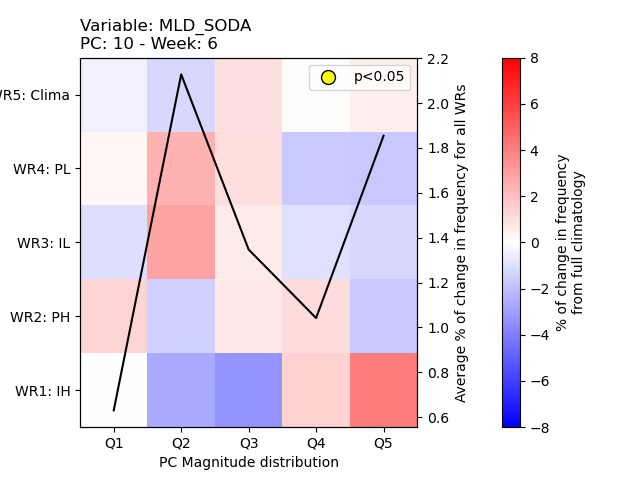 Variable: MLD_SODA
PC: 10 - Week: 6
p<0.05
WR5: Clima
WR4: PL
WR3: IL
WR2: PH
WR1: IH
Q1 Q2 Q3 Q4 Q5
PC Magnitude distribution
2.2
2.0
1.8
1.6
1.4
1.2
1.0
0.8
0.6
Average % of change in frequency for all WRs
8
6
4
2
0
−2
−4
−6
−8
% of change in frequency
from full climatology